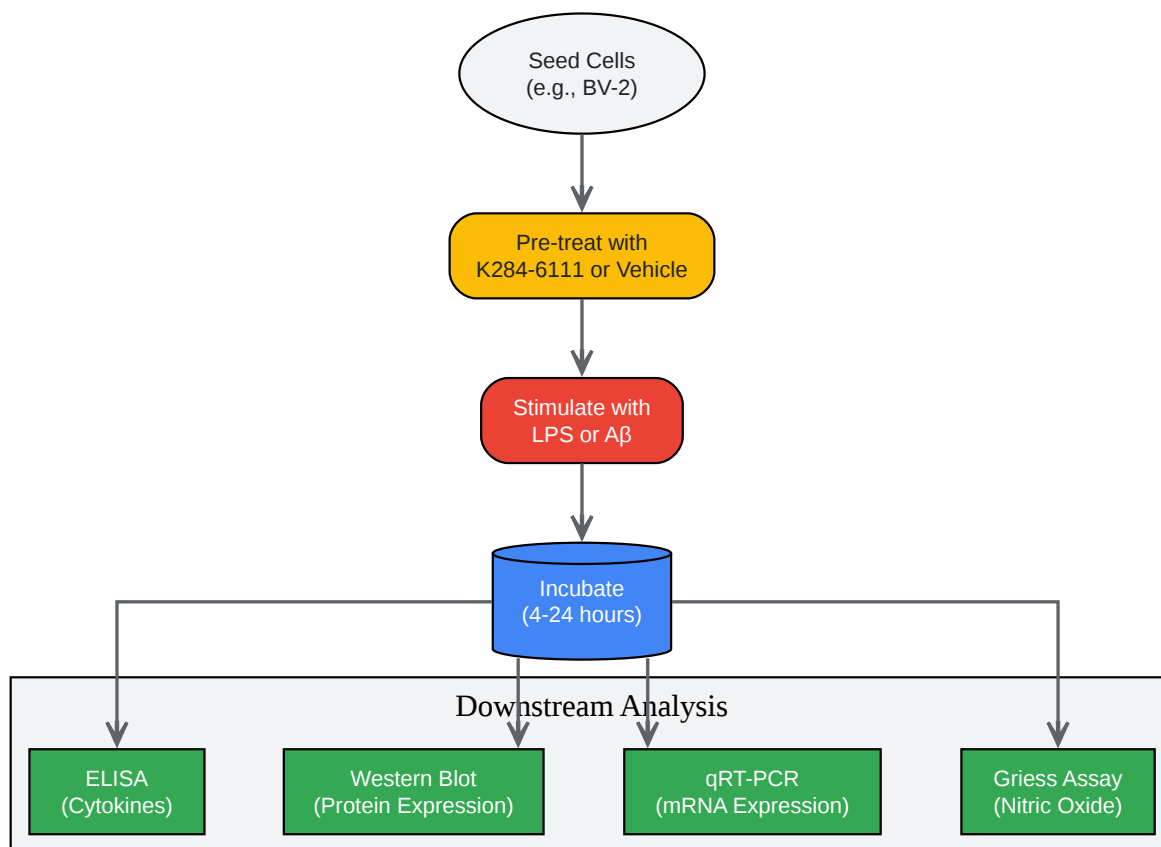 Seed Cells
(e.g., BV-2)
Pre-treat with
K284-6111 or Vehicle
Stimulate with
LPS or Aβ
Incubate
(4-24 hours)
Downstream Analysis
ELISA
(Cytokines)
Western Blot
(Protein Expression)
qRT-PCR
(mRNA Expression)
Griess Assay
(Nitric Oxide)